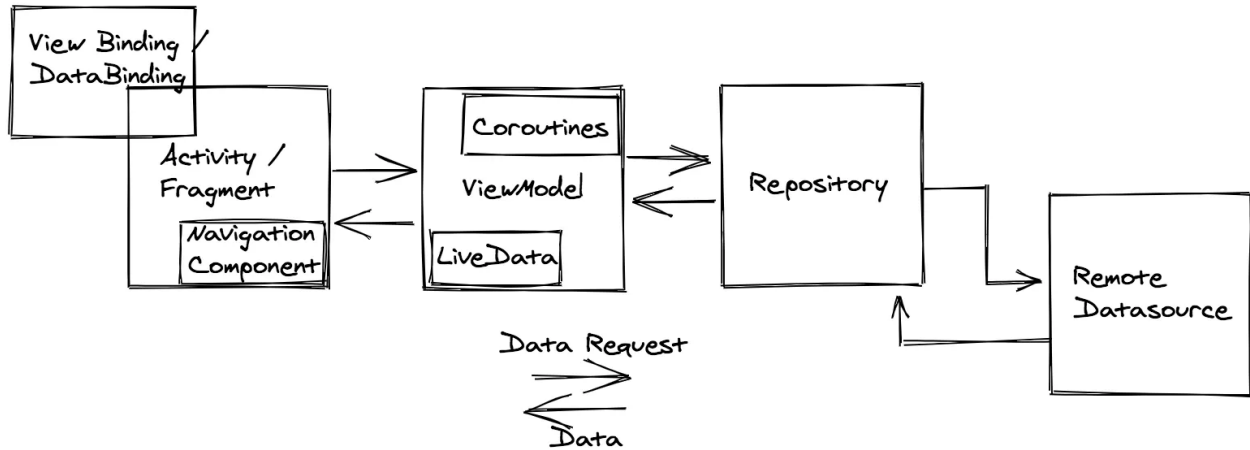 View Binding /
DataBinding
Activity /
Fragment
Navigation
Component
Coroutines
ViewModel
LiveData
Repository
Remote
Datasource
Data Request
Data